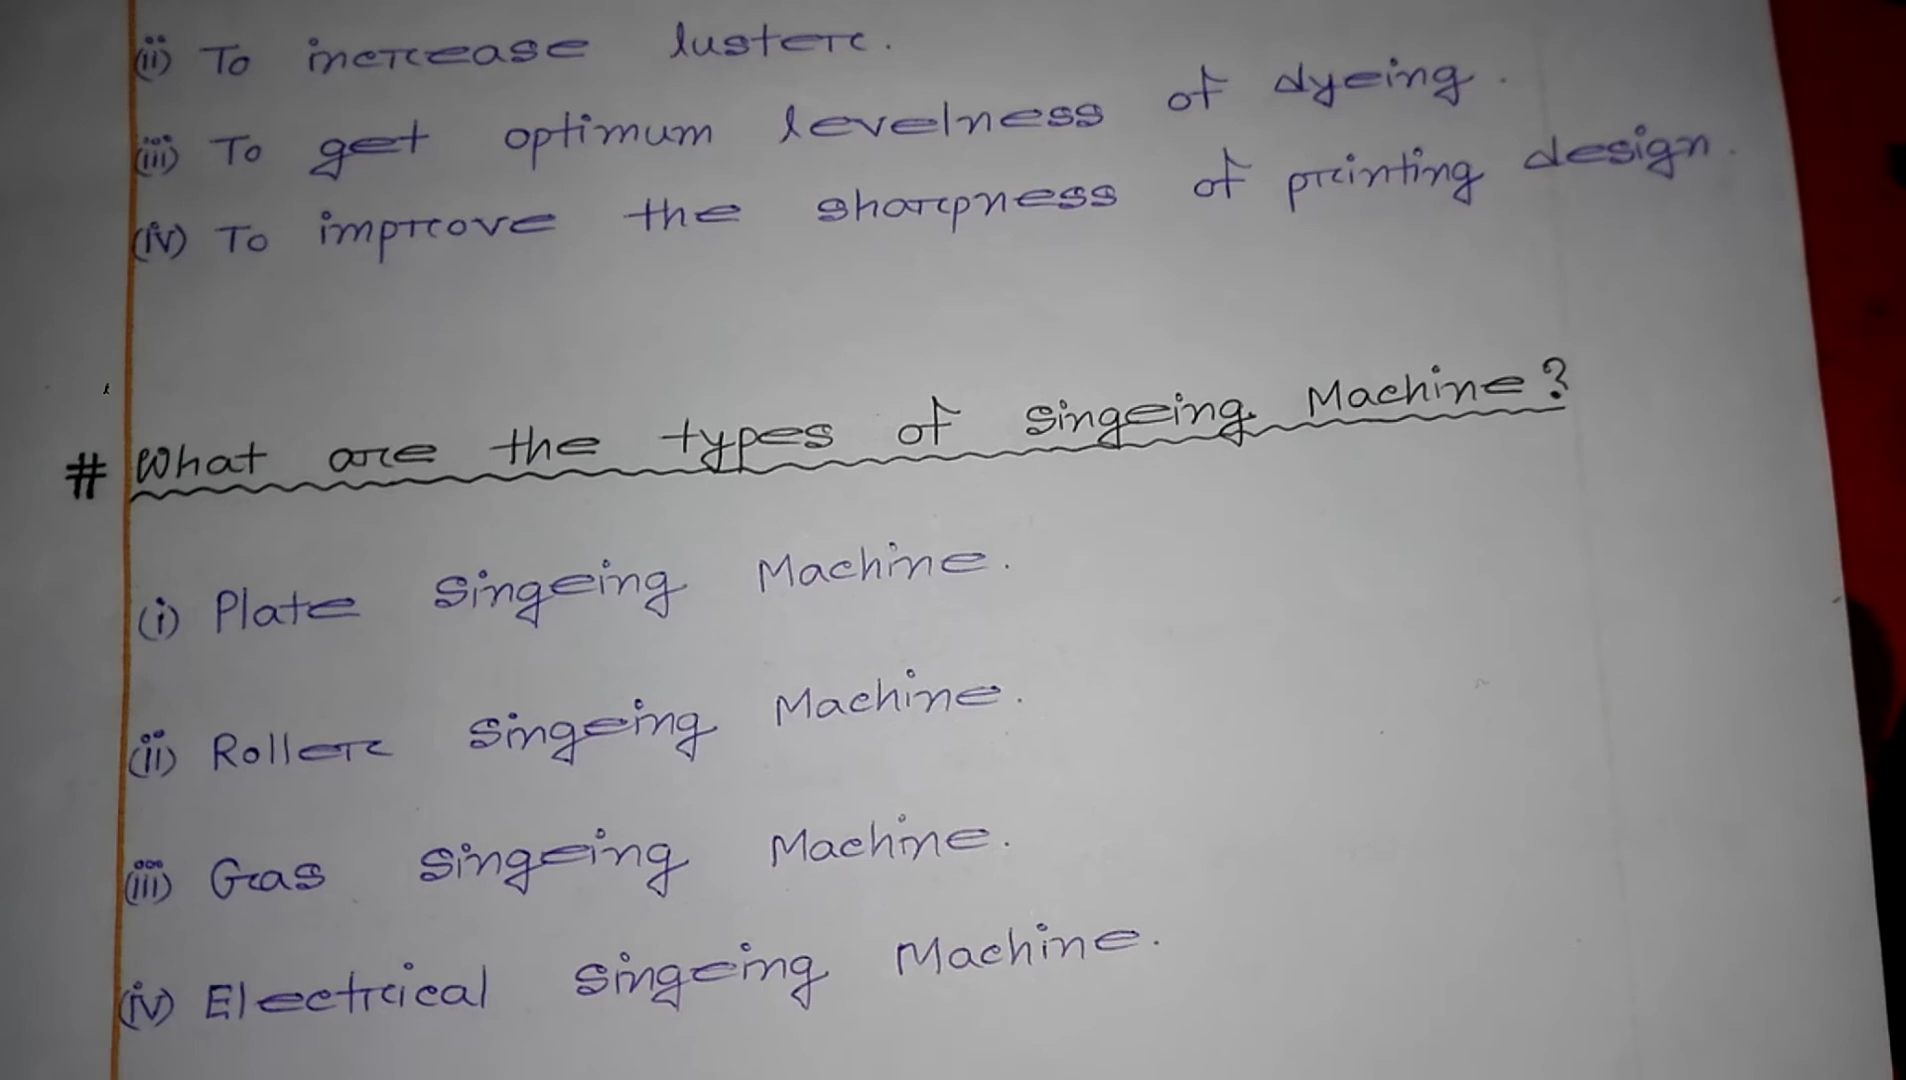 (ii) To increase luster.
(iii) To get optimum levelness of dyeing.
(iv) To improve the sharpness of printing design.
# What are the types of Singeing Machine?
(i) Plate Singeing Machine.
(ii) Roller Singeing Machine.
(iii) Gas Singeing Machine.
(iv) Electrical Singeing Machine.